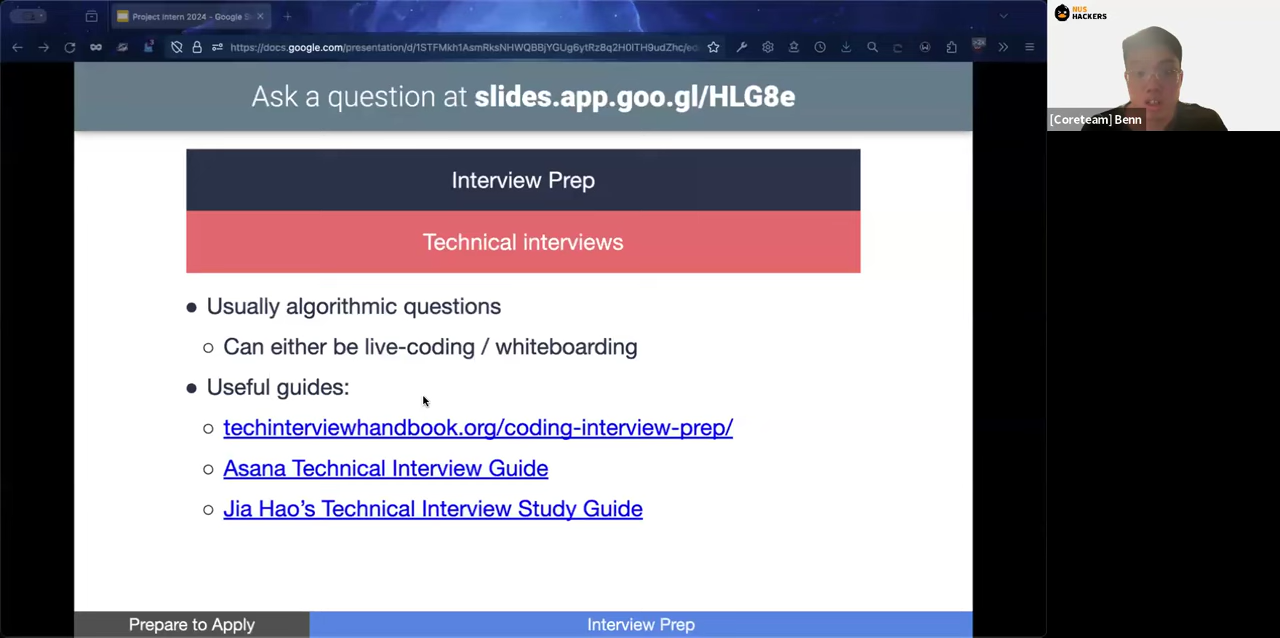 Project Intern 2024 - Google S
https://docs.google.com/presentation/d/1STFMkh1AsmRksNHWQBBjYGUg6ytRz8q2H0ITH9udZhc/ed
NUS
HACKERS
Ask a question at slides.app.goo.gl/HLG8e
[Coreteam] Benn
Interview Prep
Technical interviews
● Usually algorithmic questions
○ Can either be live-coding / whiteboarding
● Useful guides:
○ techinterviewhandbook.org/coding-interview-prep/
○ Asana Technical Interview Guide
○ Jia Hao's Technical Interview Study Guide
Prepare to Apply
Interview Prep